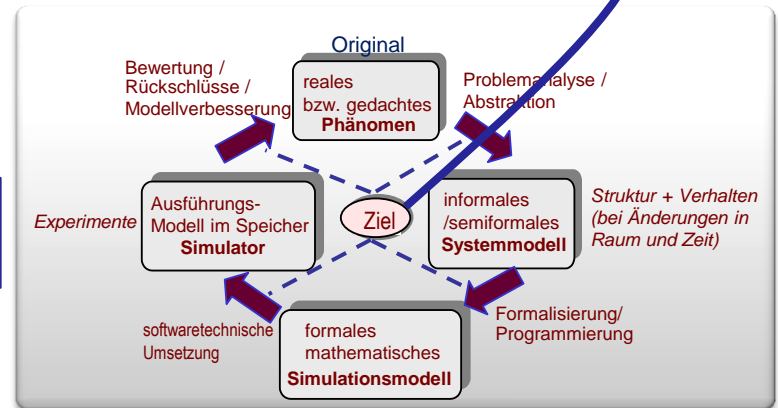 Original
Bewertung /
Rückschlüsse /
Modellverbesserung
reales
bzw. gedachtes
Phänomen
Problemanalyse /
Abstraktion
Experimente
Ausführungs-
Modell im Speicher
Simulator
Ziel
informales
/semiformales
Systemmodell
Struktur + Verhalten
(bei Änderungen in
Raum und Zeit)
softwaretechnische
Umsetzung
formales
mathematisches
Simulationsmodell
Formalisierung/
Programmierung